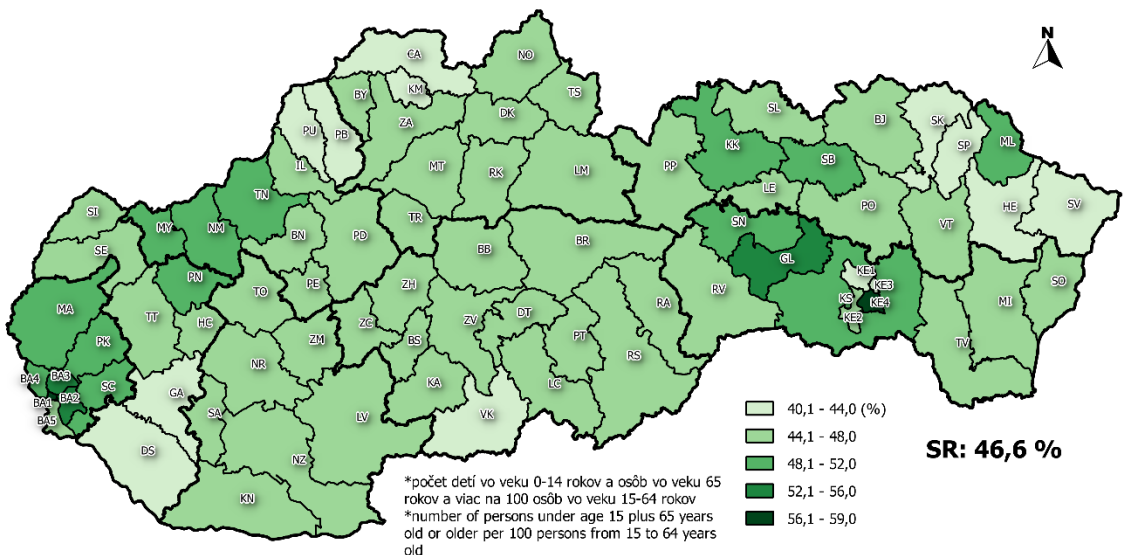 N
CA
NO
KM
BY
TS
ZA
DK
PU
PB
SL
BJ
SK
SP
ML
KK
SB
IL
MT
RK
LM
PP
LE
HE
SV
TN
PO
SI
MY
NM
TR
SN
VT
SE
BN
PD
BB
BR
GL
KE1
SO
PN
PE
ZH
RV
KE3
MA
TO
KS
KE4
MI
TT
HC
ZC
ZV
DT
RA
KE2
PK
ZM
BS
PT
TV
BA4
BA3
SC
NR
RS
BA1
BA2
GA
KA
LC
BA5
SA
LV
VK
DS
NZ
KN
40,1 - 44,0 (%)
44,1 - 48,0
48,1 - 52,0
52,1 - 56,0
56,1 - 59,0
SR: 46,6 %
*počet detí vo veku 0-14 rokov a osôb vo veku 65
rokov a viac na 100 osôb vo veku 15-64 rokov
*number of persons under age 15 plus 65 years
old or older per 100 persons from 15 to 64 years
old